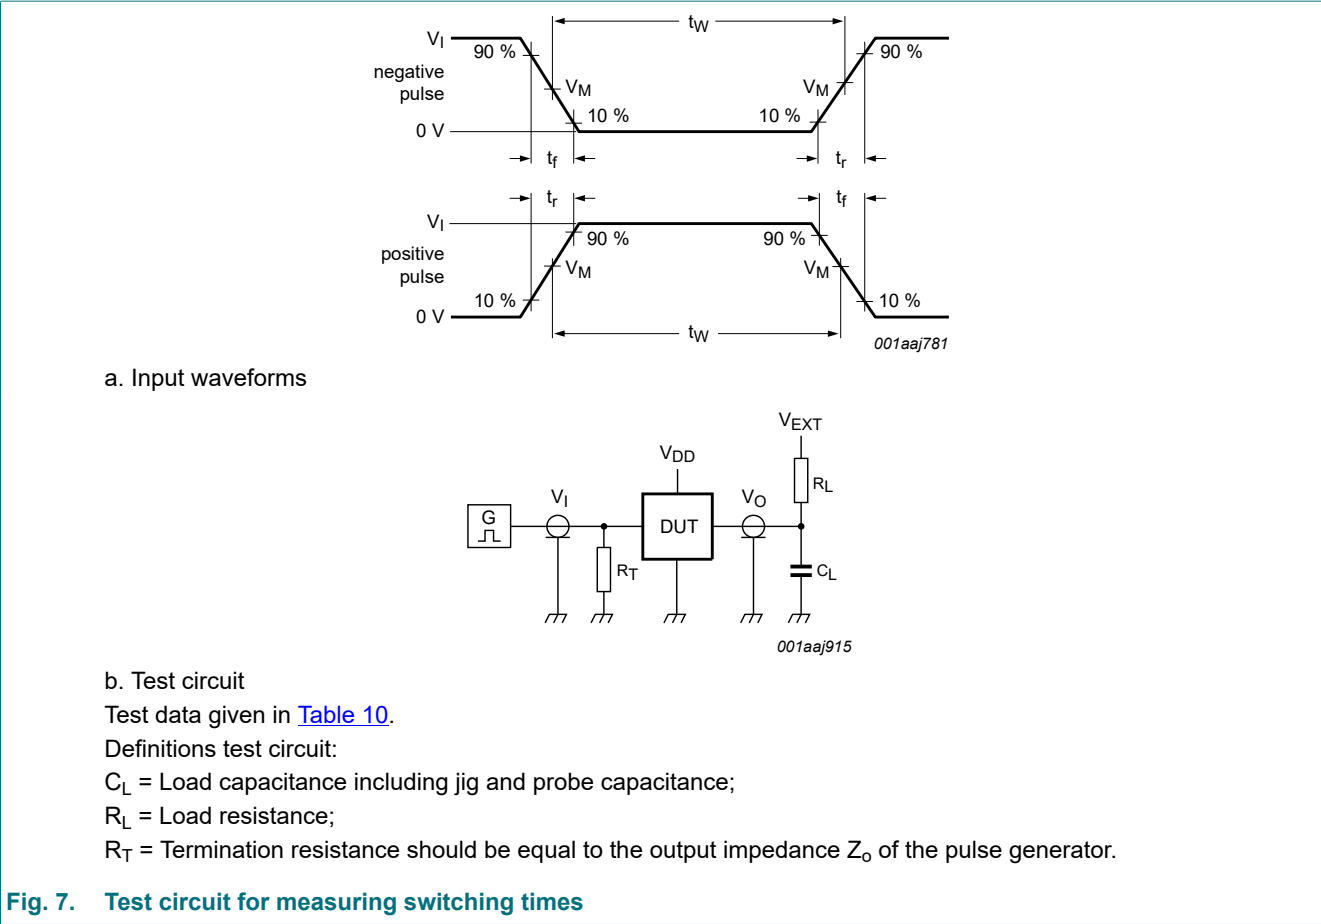 tW
VI
90 %
90 %
negative
pulse
VM
VM
10 %
10 %
0 V
tf
tr
tr
tf
VI
90 %
90 %
positive
pulse
VM
VM
10 %
10 %
0 V
tW
001aaj781
a. Input waveforms
VEXT
VDD
RL
VI
VO
G
DUT
RT
CL
001aaj915
b. Test circuit
Test data given in Table 10.
Definitions test circuit:
CL = Load capacitance including jig and probe capacitance;
RL = Load resistance;
RT = Termination resistance should be equal to the output impedance Zo of the pulse generator.
Fig. 7. Test circuit for measuring switching times